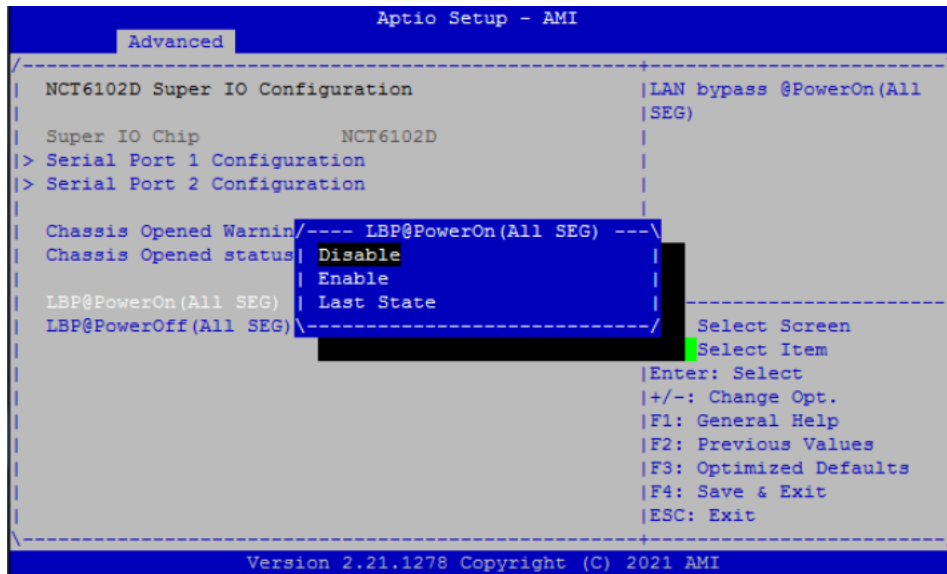 Aptio Setup - AMI
Advanced
NCT6102D Super IO Configuration
Super IO Chip NCT6102D
> Serial Port 1 Configuration
> Serial Port 2 Configuration
Chassis Opened Warnin
Chassis Opened status
LBP@PowerOn(All SEG)
LBP@PowerOff(All SEG)
LBP@PowerOn(All SEG)
Disable
Enable
Last State
LAN bypass @PowerOn(All
SEG)
Select Screen
Select Item
Enter: Select
+/-: Change Opt.
F1: General Help
F2: Previous Values
F3: Optimized Defaults
F4: Save & Exit
ESC: Exit
Version 2.21.1278 Copyright (C) 2021 AMI